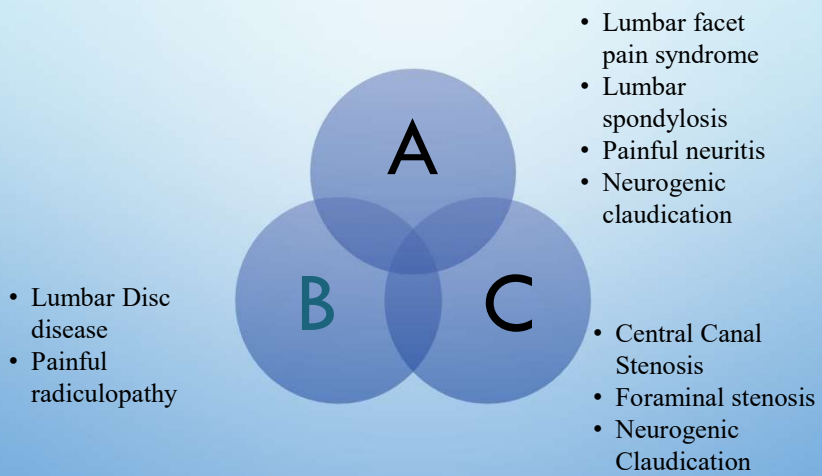 • Lumbar facet
pain syndrome
• Lumbar
spondylosis
• Painful neuritis
• Neurogenic
claudication
A
B
C
• Lumbar Disc
disease
• Painful
radiculopathy
• Central Canal
Stenosis
• Foraminal stenosis
• Neurogenic
Claudication